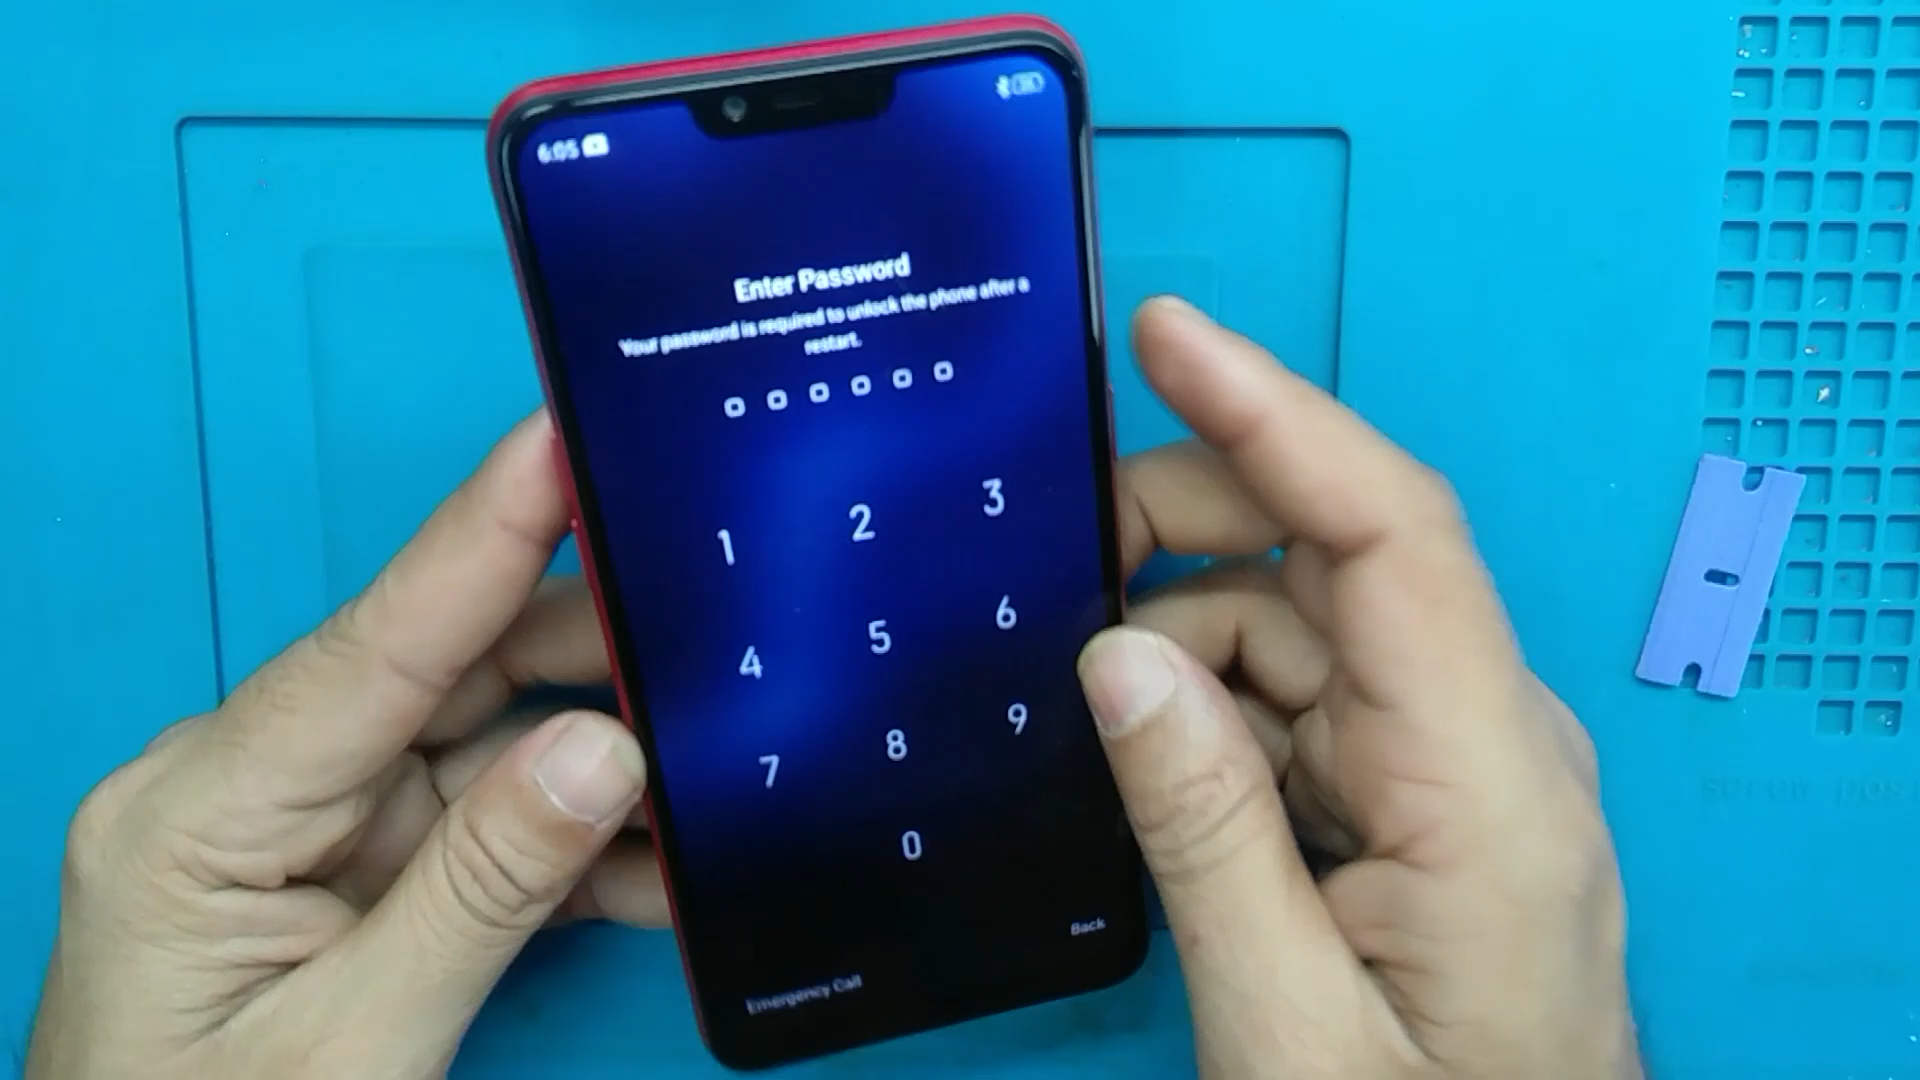 6:05
Enter Password
Your password is required to unlock the phone after a
restart.
1 2 3
4 5 6
7 8 9
0
Back
Emergency Call